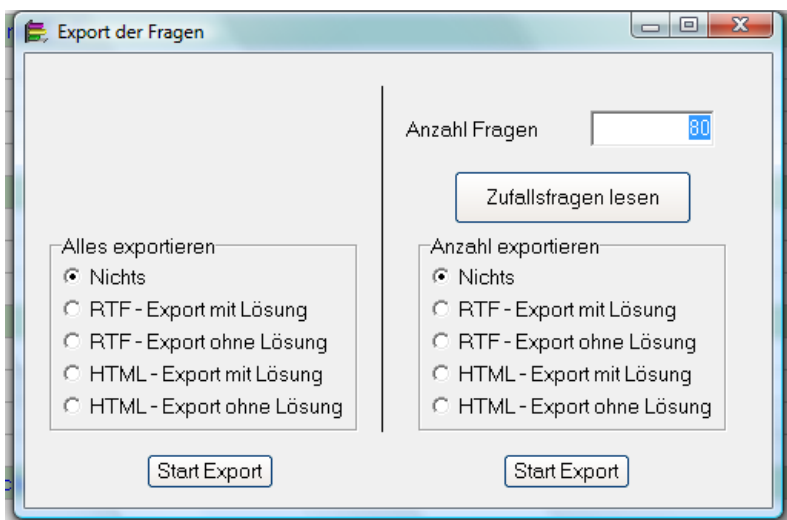 Export der Fragen
Anzahl Fragen 80
Zufallsfragen lesen
Alles exportieren
Nichts
RTF - Export mit Lösung
RTF - Export ohne Lösung
HTML - Export mit Lösung
HTML - Export ohne Lösung
Start Export
Anzahl exportieren
Nichts
RTF - Export mit Lösung
RTF - Export ohne Lösung
HTML - Export mit Lösung
HTML - Export ohne Lösung
Start Export